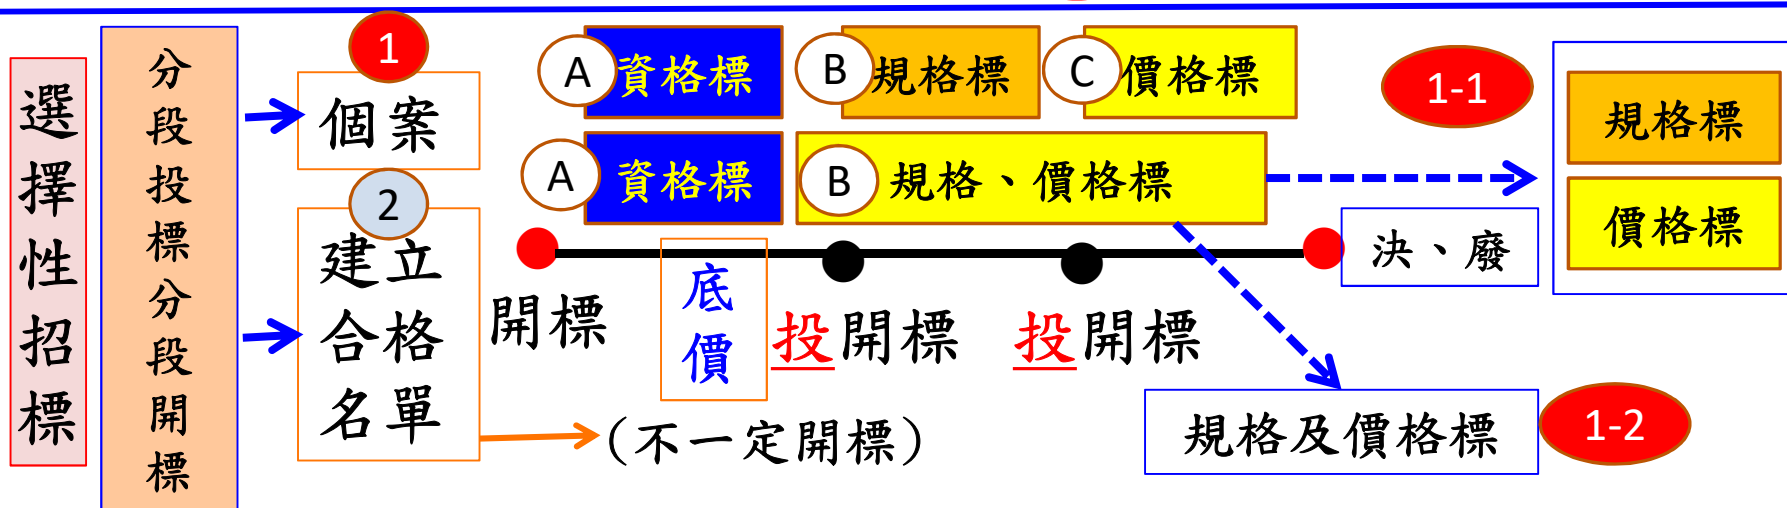 選擇性招標
分段投標分段開標
1
個案
2
建立
合格
名單
A 資格標
B 規格標
C 價格標
A 資格標
B 規格、價格標
開標
底價
投開標
投開標
決、廢
(不一定開標)
1-1
規格標
價格標
規格及價格標
1-2